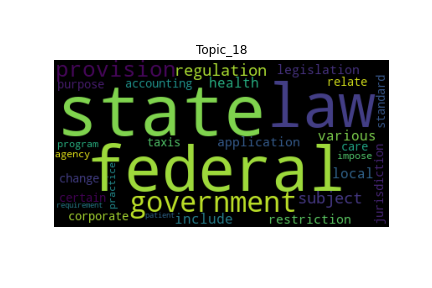 Topic_18
provision
regulation
legislation
purpose
accounting
health
relate
standard
state
law
program
taxis
application
various
agency
care
impose
federal
change
practice
local
jurisdiction
certain
government
subject
requirement
corporate
patient
include
restriction